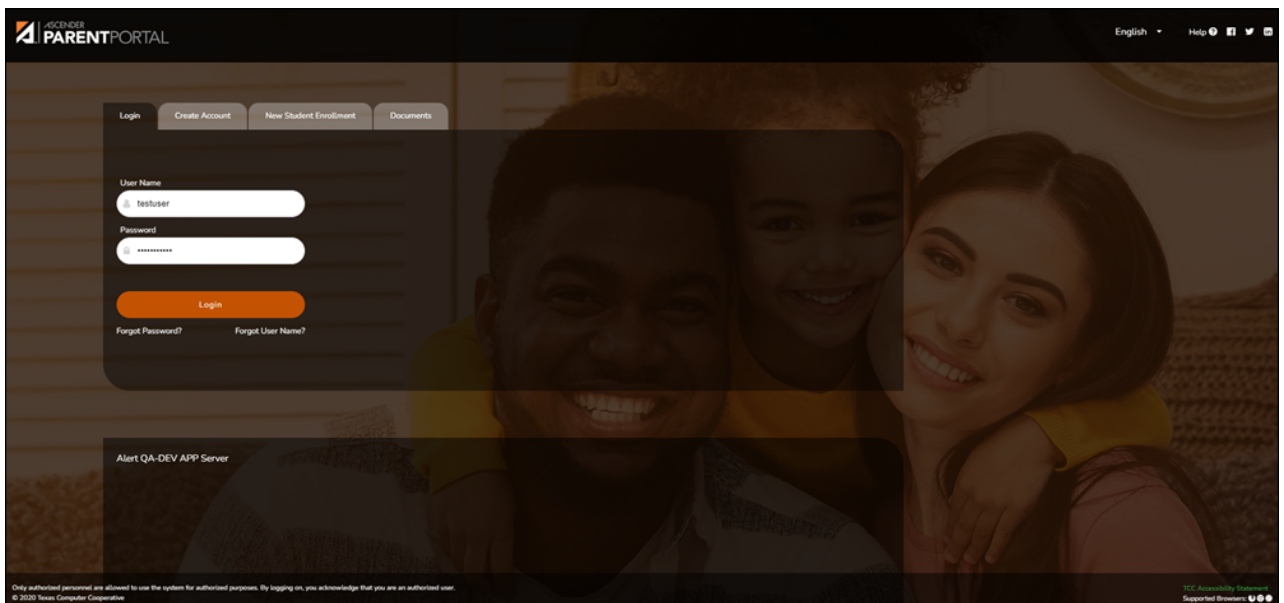 ASCENDER
PARENTPORTAL
English
Help
Login
Create Account
New Student Enrollment
Documents
User Name
testuser
Password
Login
Forgot Password?
Forgot User Name?
Alert QA-DEV APP Server
Only authorized personnel are allowed to use the system for authorized purposes. By logging on, you acknowledge that you are an authorized user.
© 2020 Texas Computer Cooperative
TCC Accessibility Statement
Supported Browsers: